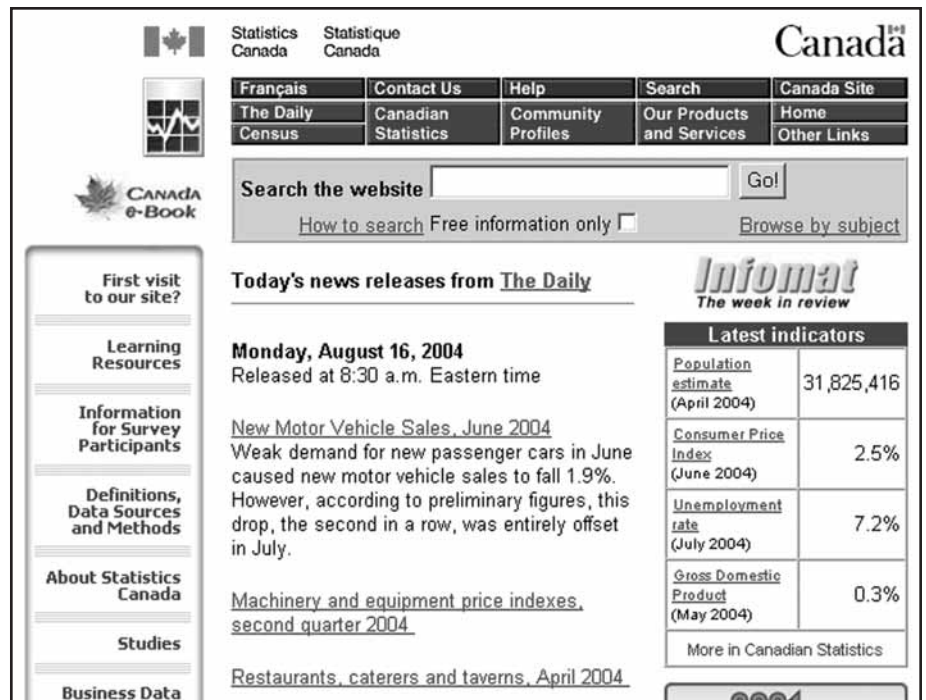 Statistics Statistique
Canada Canada
Canada
Français Contact Us Help Search Canada Site
The Daily Canadian Community Our Products Home
Census Statistics Profiles and Services Other Links
CANADA
e-Book
Search the website Go!
How to search Free information only Browse by subject
First visit
to our site?
Learning
Resources
Information
for Survey
Participants
Definitions,
Data Sources
and Methods
About Statistics
Canada
Studies
Business Data
Today's news releases from The Daily
Monday, August 16, 2004
Released at 8:30 a.m. Eastern time
New Motor Vehicle Sales, June 2004
Weak demand for new passenger cars in June
caused new motor vehicle sales to fall 1.9%.
However, according to preliminary figures, this
drop, the second in a row, was entirely offset
in July.
Machinery and equipment price indexes,
second quarter 2004
Restaurants, caterers and taverns, April 2004
Infomat
The week in review
Latest indicators
Population
estimate 31,825,416
(April 2004)
Consumer Price
Index 2.5%
(June 2004)
Unemployment
rate 7.2%
(July 2004)
Gross Domestic
Product 0.3%
(May 2004)
More in Canadian Statistics